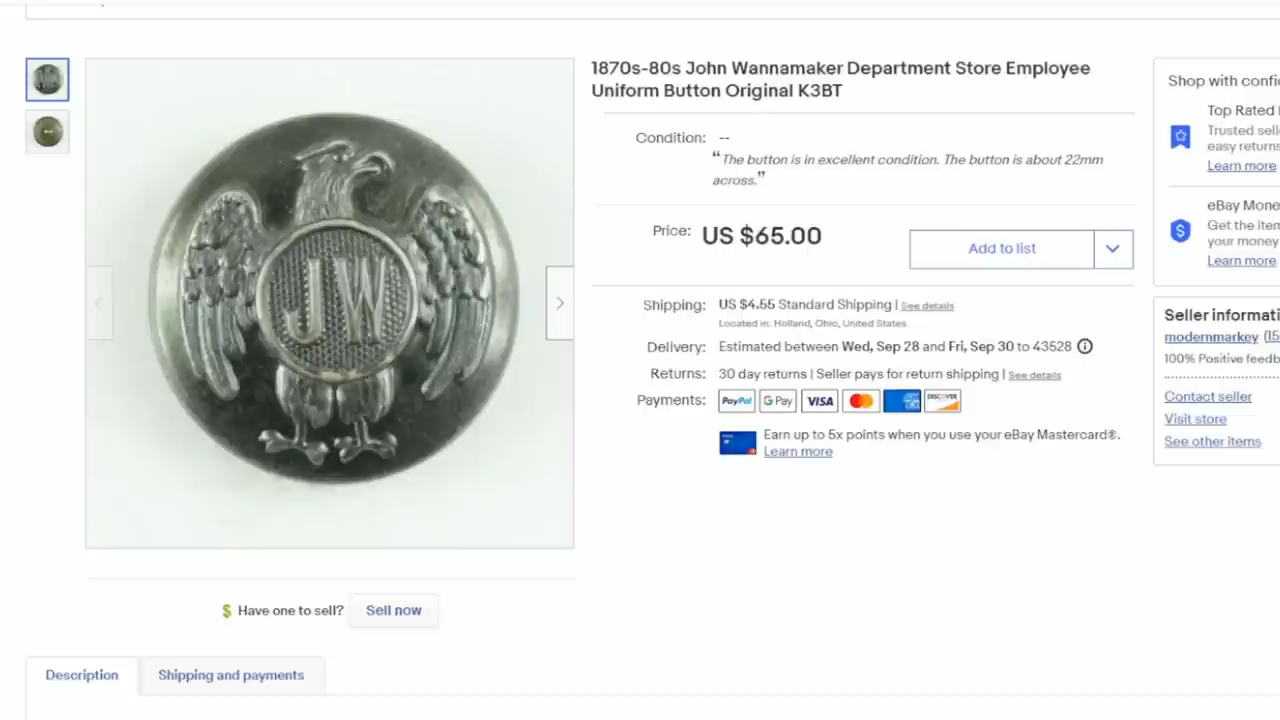 1870s-80s John Wannamaker Department Store Employee
Uniform Button Original K3BT
Condition: --
“The button is in excellent condition. The button is about 22mm
across.”
Price: US $65.00
Add to list
Shipping: US $4.55 Standard Shipping | See details
Located in: Holland, Ohio, United States
Delivery: Estimated between Wed, Sep 28 and Fri, Sep 30 to 43528
Returns: 30 day returns | Seller pays for return shipping | See details
Payments: PayPal G Pay VISA DISCOVER
Earn up to 5x points when you use your eBay Mastercard®.
Learn more
JW
$ Have one to sell? Sell now
Description
Shipping and payments
Shop with confi
Top Rated
Trusted sell
easy returns
Learn more
eBay Mone
Get the item
your money
Learn more
Seller informati
modernmarkey (15
100% Positive feedb
Contact seller
Visit store
See other items